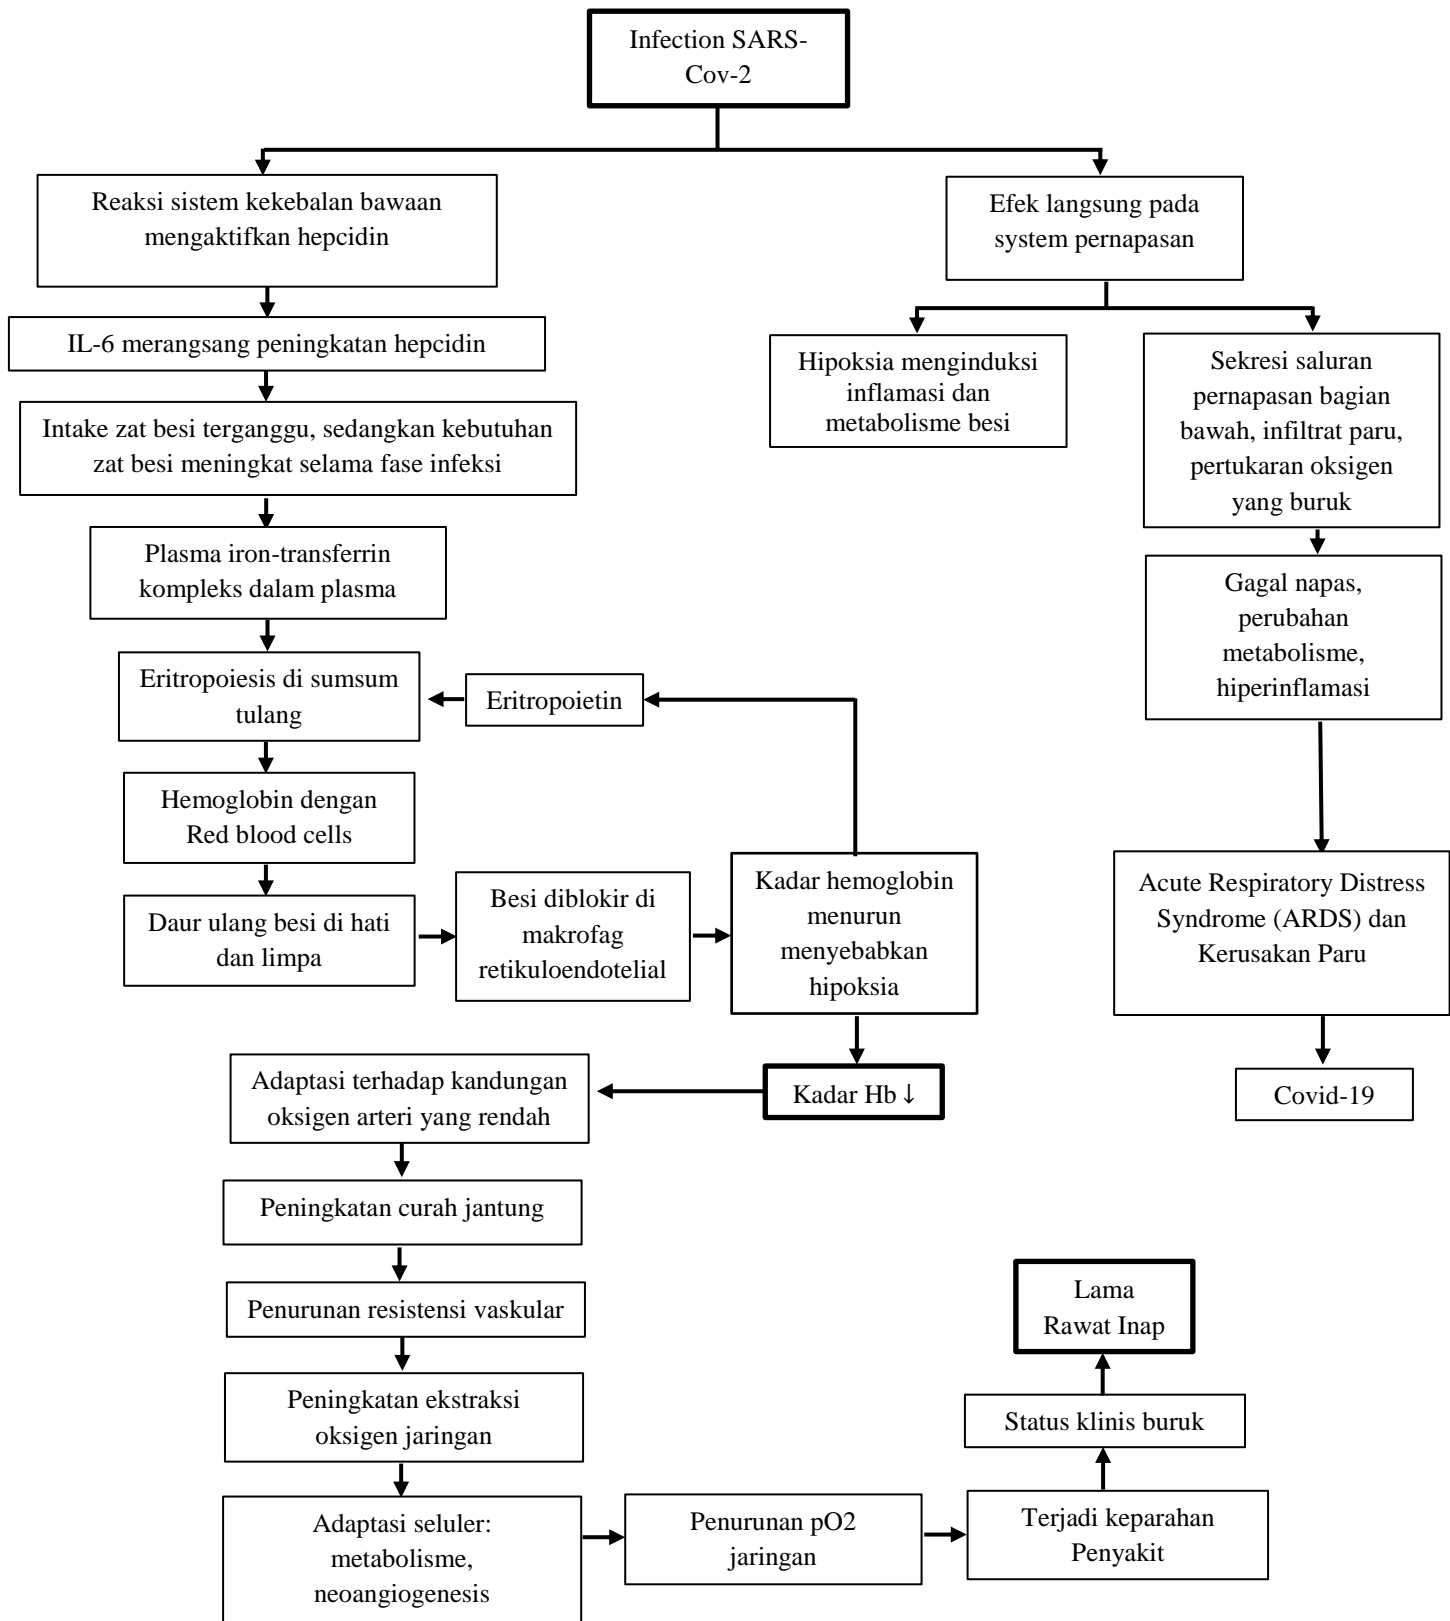 Infection SARS-
Cov-2
Reaksi sistem kekebalan bawaan
mengaktifkan hepcidin
Efek langsung pada
system pernapasan
IL-6 merangsang peningkatan hepcidin
Hipoksia menginduksi
inflamasi dan
metabolisme besi
Sekresi saluran
pernapasan bagian
bawah, infiltrat paru,
pertukaran oksigen
yang buruk
Intake zat besi terganggu, sedangkan kebutuhan
zat besi meningkat selama fase infeksi
Plasma iron-transferrin
kompleks dalam plasma
Gagal napas,
perubahan
metabolisme,
hiperinflamasi
Eritropoiesis di sumsum
tulang
Eritropoietin
Hemoglobin dengan
Red blood cells
Daur ulang besi di hati
dan limpa
Besi diblokir di
makrofag
retikuloendotelial
Kadar hemoglobin
menurun
menyebabkan
hipoksia
Acute Respiratory Distress
Syndrome (ARDS) dan
Kerusakan Paru
Adaptasi terhadap kandungan
oksigen arteri yang rendah
Kadar Hb ↓
Covid-19
Peningkatan curah jantung
Penurunan resistensi vaskular
Lama
Rawat Inap
Peningkatan ekstraksi
oksigen jaringan
Status klinis buruk
Adaptasi seluler:
metabolisme,
neoangiogenesis
Penurunan pO2
jaringan
Terjadi keparahan
Penyakit